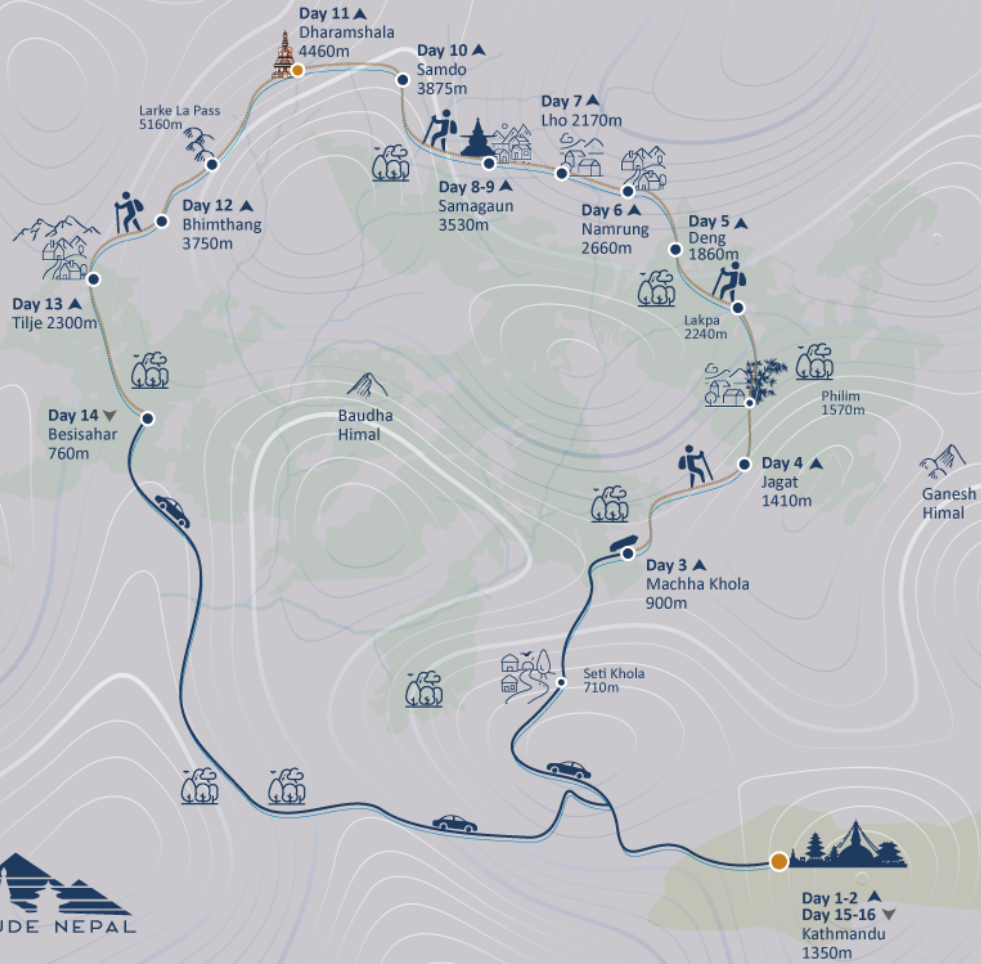 Day 11
Dharamshala
4460m
Day 10
Samdo
3875m
Larke La Pass
5160m
Day 7
Lho 2170m
Day 8-9
Samagaun
3530m
Day 6
Namrung
2660m
Day 5
Deng
1860m
Day 12
Bhimthang
3750m
Day 13
Tilje 2300m
Lakpa
2240m
Philim
1570m
Baudha
Himal
Day 14
Besisahar
760m
Day 4
Jagat
1410m
Ganesh
Himal
Day 3
Machha Khola
900m
Seti Khola
710m
UDE NEPAL
Day 1-2
Day 15-16
Kathmandu
1350m